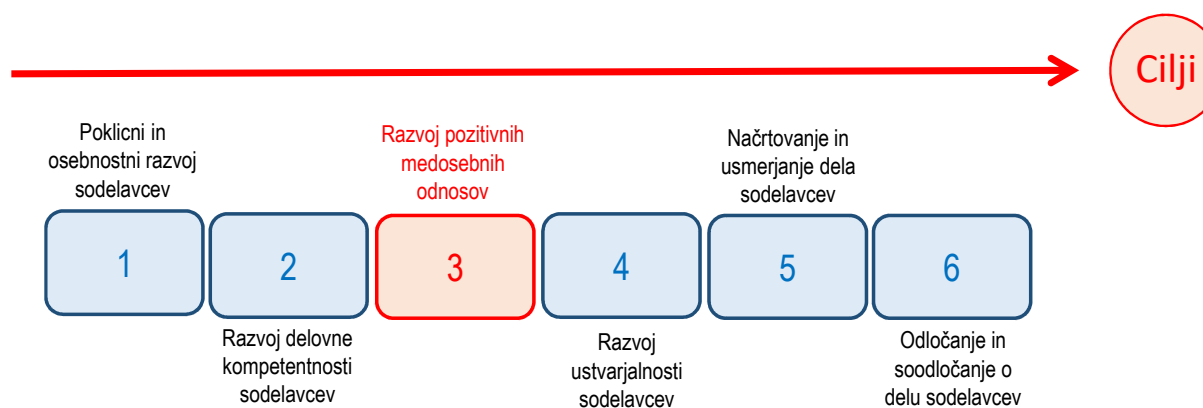 Cilji
Poklicni in
osebnostni razvoj
sodelavcev
Razvoj pozitivnih
medosebnih
odnosov
Načrtovanje in
usmerjanje dela
sodelavcev
1
2
3
4
5
6
Razvoj delovne
kompetentnosti
sodelavcev
Razvoj
ustvarjalnosti
sodelavcev
Odločanje in
soodločanje o
delu sodelavcev